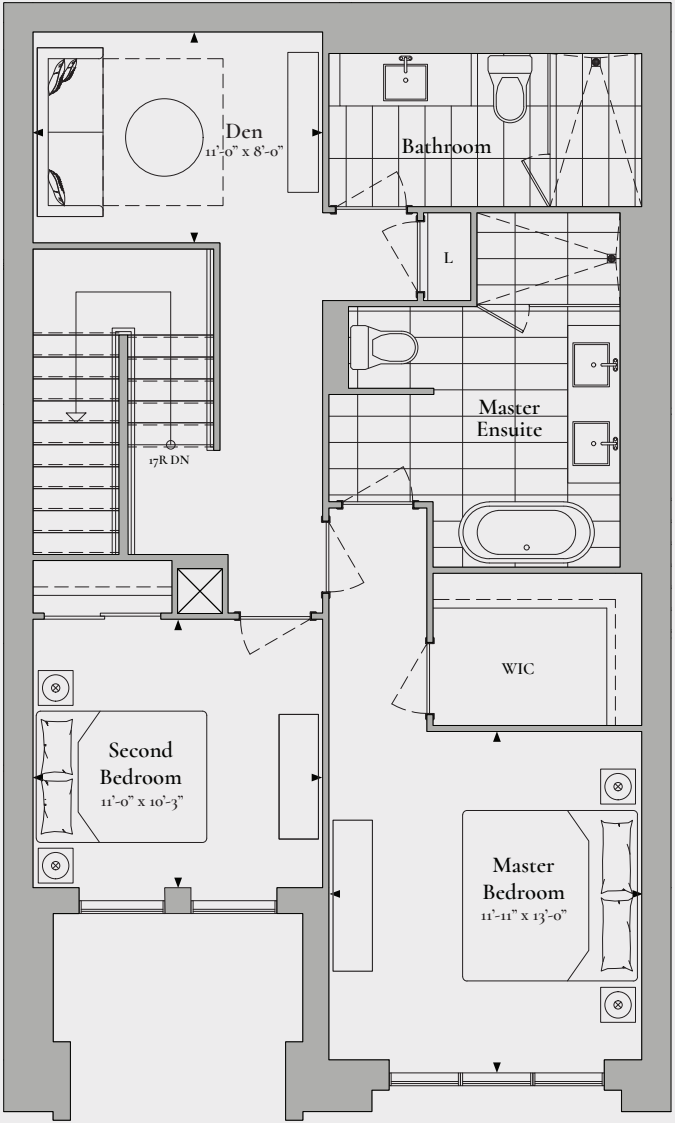 Den
11'-0" x 8'-0"
Bathroom
L
Master
Ensuite
17R DN
WIC
Second
Bedroom
11'-0" x 10'-3"
Master
Bedroom
11'-11" x 13'-0"